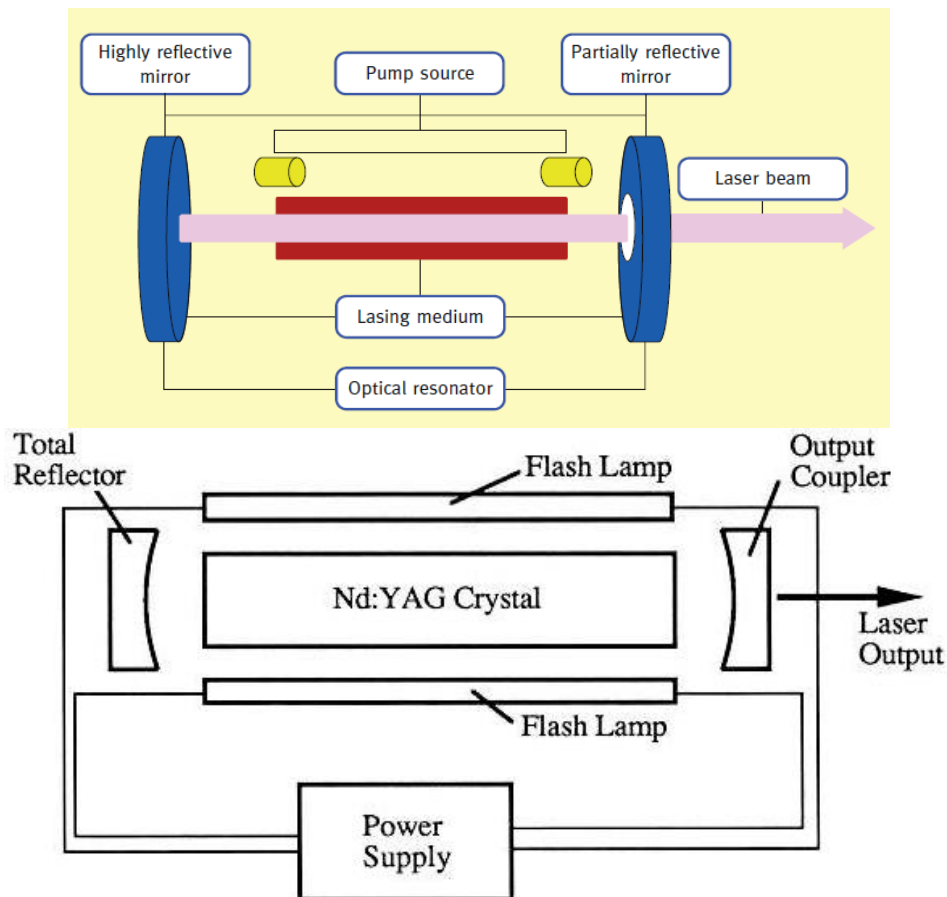 Highly reflective
mirror
Pump source
Partially reflective
mirror
Laser beam
Lasing medium
Optical resonator
Total
Reflector
Flash Lamp
Output
Coupler
Nd:YAG Crystal
Laser
Output
Flash Lamp
Power
Supply